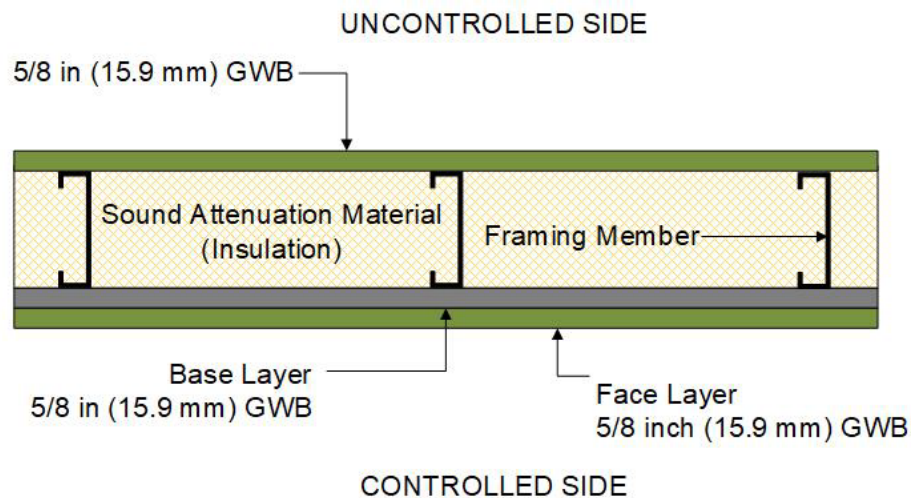 UNCONTROLLED SIDE
5/8 in (15.9 mm) GWB
Sound Attenuation Material
(Insulation)
Framing Member
Base Layer
5/8 in (15.9 mm) GWB
Face Layer
5/8 inch (15.9 mm) GWB
CONTROLLED SIDE